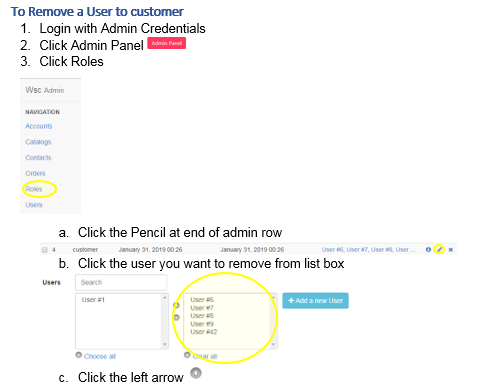 To Remove a User to customer
1. Login with Admin Credentials
2. Click Admin Panel Admin Panel
3. Click Roles
Wsc Admin
NAVIGATION
Accounts
Catalogs
Contacts
Orders
Roles
Users
a. Click the Pencil at end of admin row
4 customer January 31, 2019 00:26 January 31, 2019 00:26 User #6, User #7, User #8, User ...
b. Click the user you want to remove from list box
Users Search
User #1
User #6
User #7
User #8
User #9
User #42
+ Add a new User
Choose all
Clear all
c. Click the left arrow